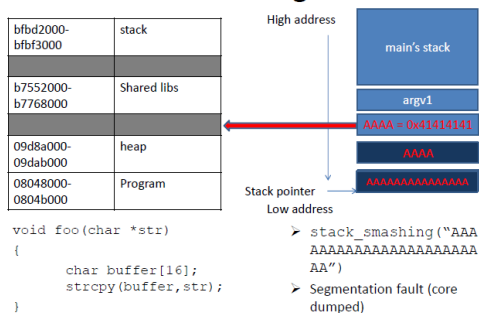 bfbd2000-
bfbf3000
stack
b7552000-
b7768000
Shared libs
09d8a000-
09dab000
heap
08048000-
0804b000
Program
High address
Stack pointer
Low address
main's stack
argv1
AAAA = 0x41414141
AAAA
AAAAAAAAAAAAAAAA
void foo(char *str)
{
char buffer[16];
strcpy(buffer,str);
}
➢ stack_smashing("AAA
AAAAAAAAAAAAAAAAAAA
AA")
➢ Segmentation fault (core
dumped)